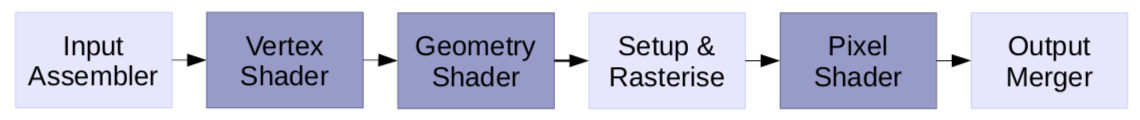 Input
Assembler
Vertex
Shader
Geometry
Shader
Setup &
Rasterise
Pixel
Shader
Output
Merger